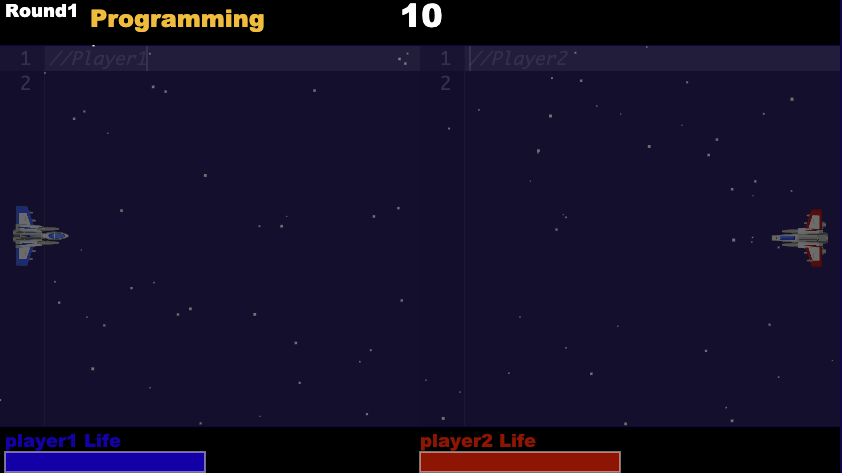 Round1
Programming
10
1 //Player1
2
1 //Player2
2
player1 Life
player2 Life